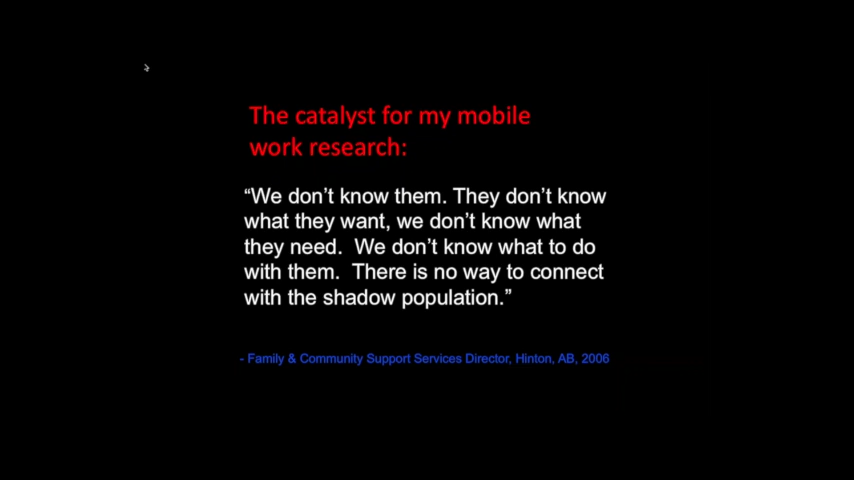 The catalyst for my mobile
work research:
“We don’t know them. They don’t know
what they want, we don’t know what
they need.  We don’t know what to do
with them.  There is no way to connect
with the shadow population.”
- Family & Community Support Services Director, Hinton, AB, 2006